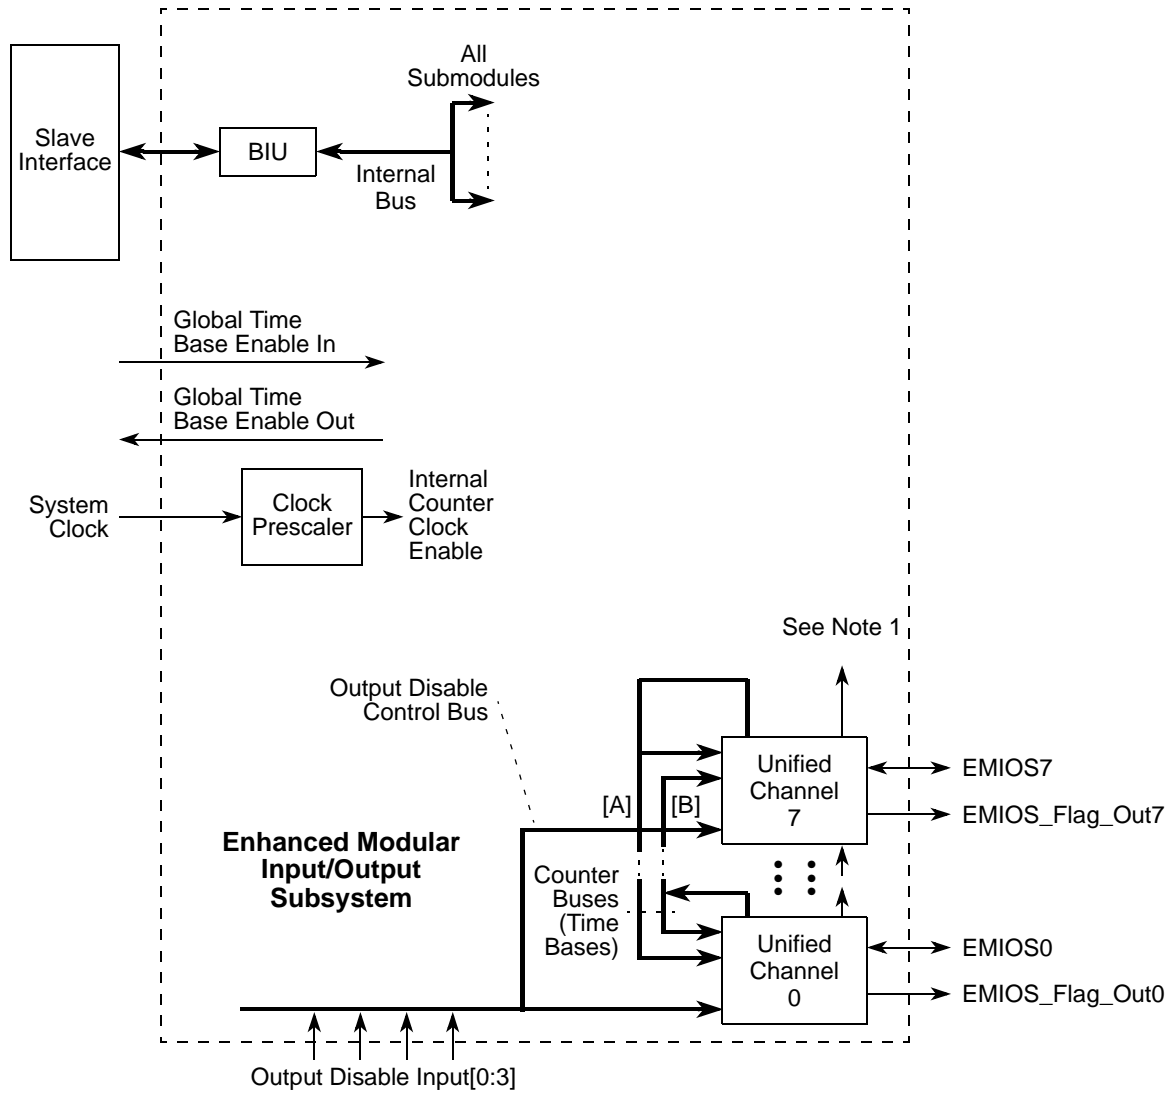 All
Submodules
Slave
Interface
BIU
Internal
Bus
Global Time
Base Enable In
Global Time
Base Enable Out
System
Clock
Clock
Prescaler
Internal
Counter
Clock
Enable
See Note 1
Output Disable
Control Bus
Unified
Channel
7
EMIOS7
EMIOS_Flag_Out7
[A]
[B]
Enhanced Modular
Input/Output
Subsystem
Counter
Buses
(Time
Bases)
Unified
Channel
0
EMIOS0
EMIOS_Flag_Out0
Output Disable Input[0:3]